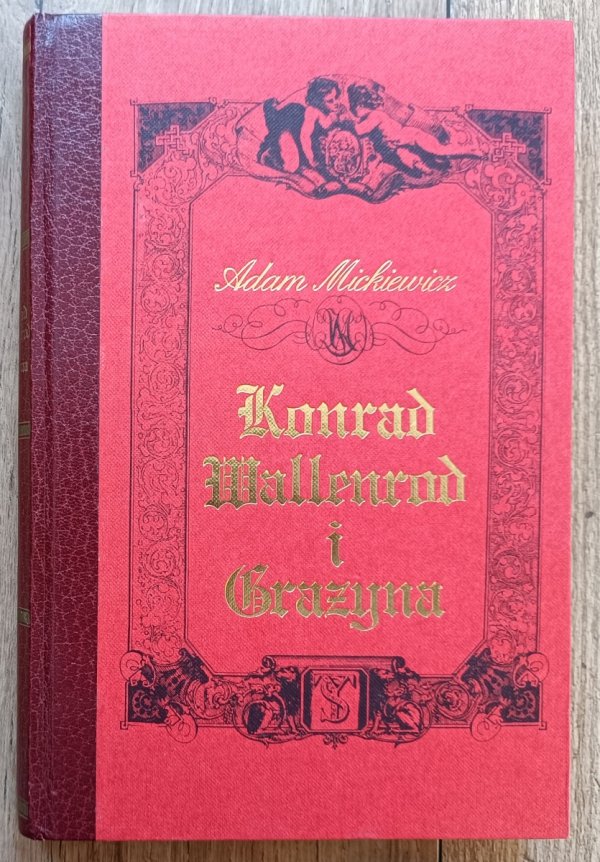 Adam Mickiewicz
Konrad
Wallenrod
i
Grazyna